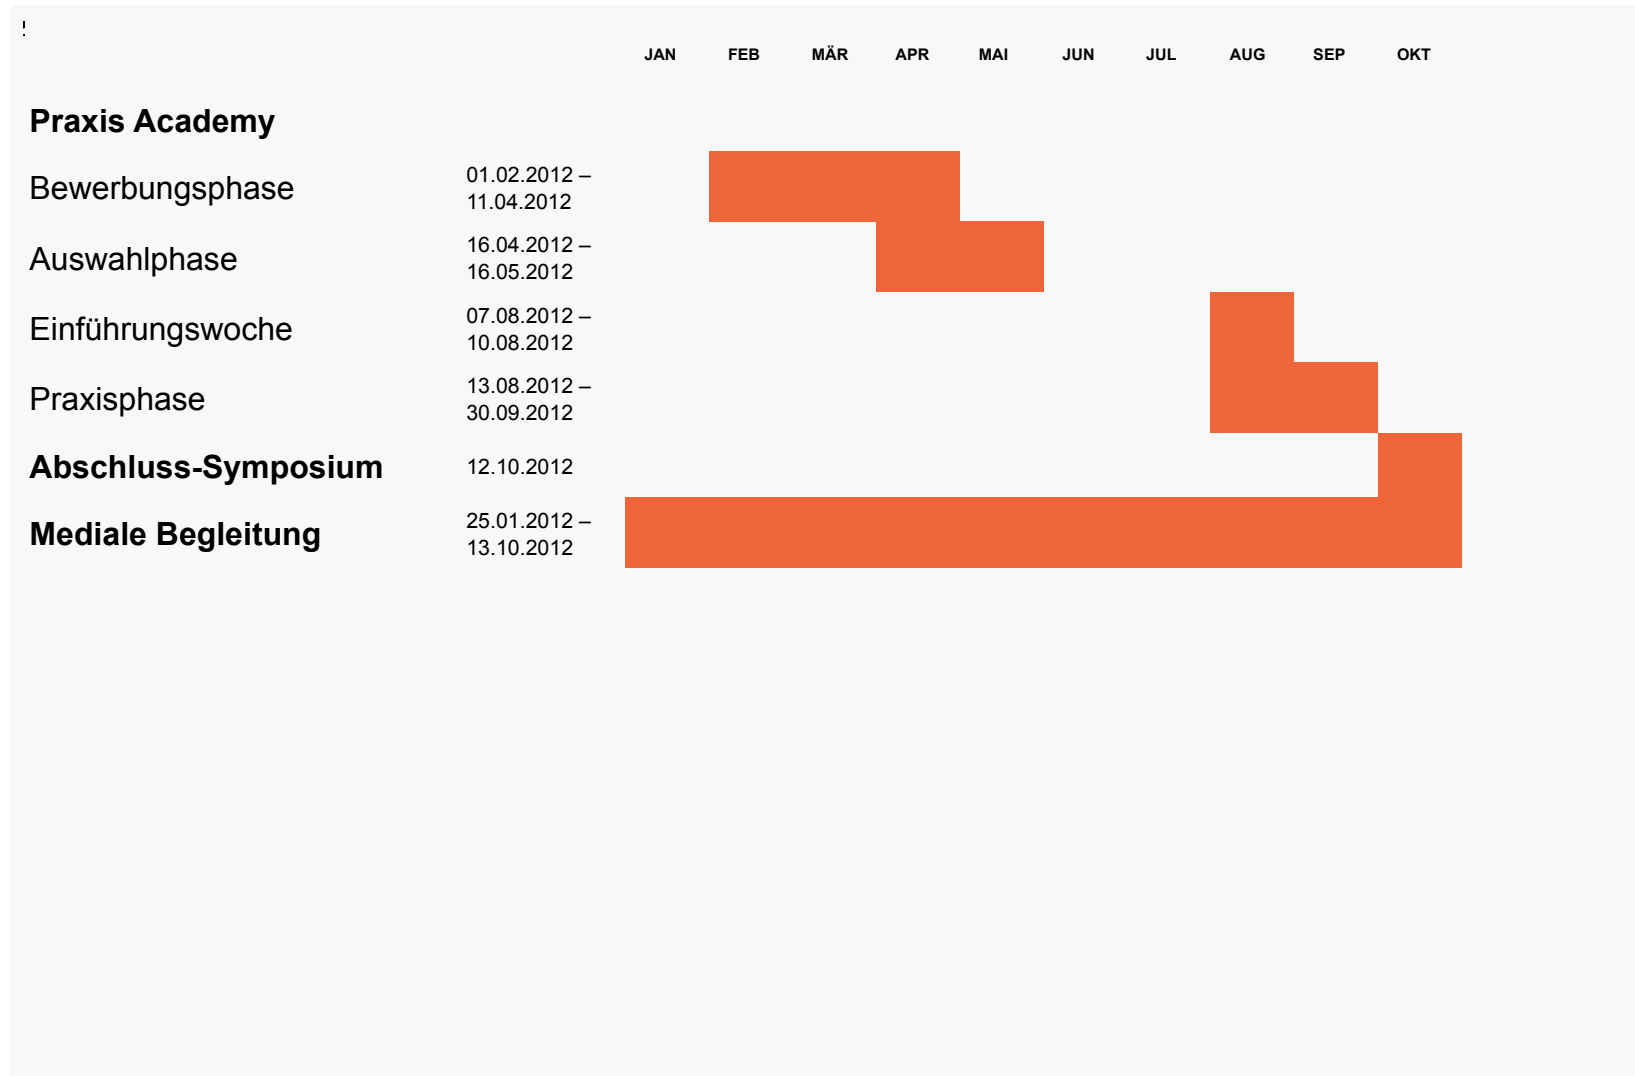 !
JAN FEB MÄR APR MAI JUN JUL AUG SEP OKT
Praxis Academy
Bewerbungsphase
01.02.2012 –
11.04.2012
Auswahlphase
16.04.2012 –
16.05.2012
Einführungswoche
07.08.2012 –
10.08.2012
Praxisphase
13.08.2012 –
30.09.2012
Abschluss-Symposium
12.10.2012
Mediale Begleitung
25.01.2012 –
13.10.2012